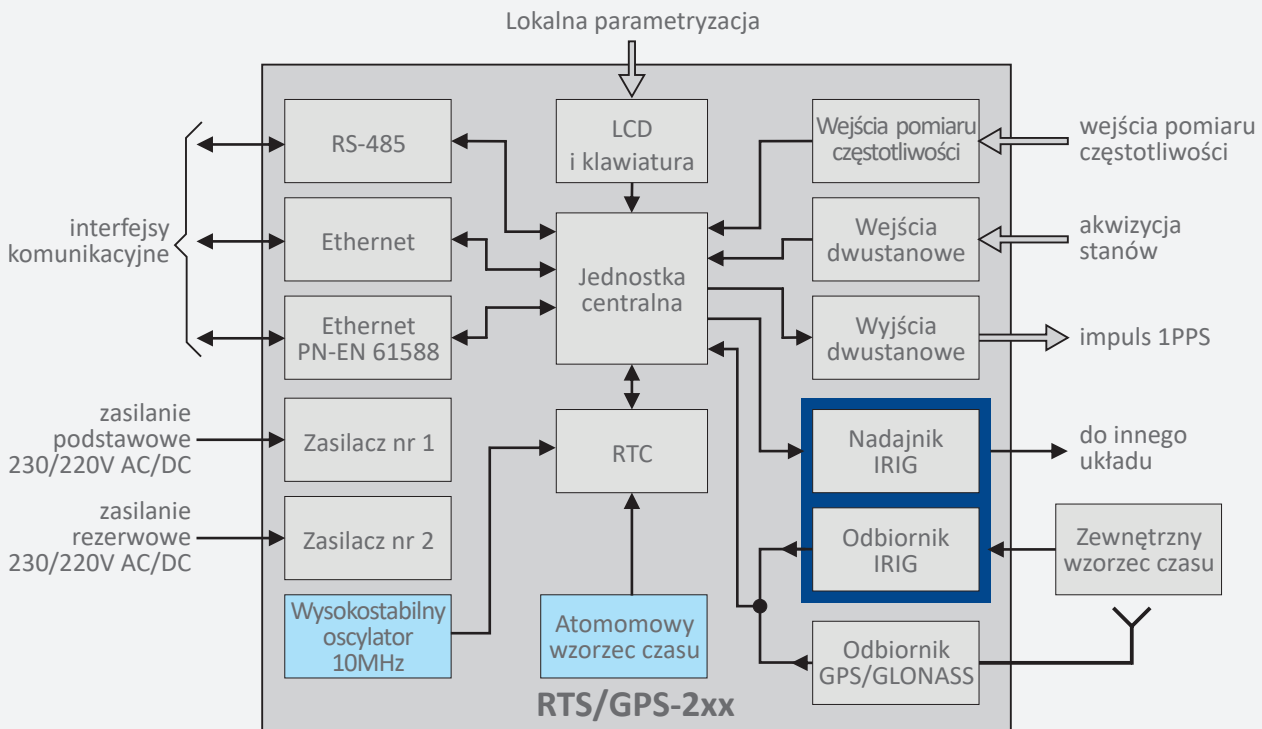 Lokalna parametryzacja
RS-485
LCD
i klawiatura
Wejścia pomiaru
częstotliwości
wejścia pomiaru
częstotliwości
interfejsy
komunikacyjne
Ethernet
Jednostka
centralna
Wejścia
dwustanowe
akwizycja
stanów
Ethernet
PN-EN 61588
Wyjścia
dwustanowe
impuls 1PPS
zasilanie
podstawowe
230/220V AC/DC
Zasilacz nr 1
RTC
Nadajnik
IRIG
do innego
układu
zasilanie
rezerwowe
230/220V AC/DC
Zasilacz nr 2
Odbiornik
IRIG
Zewnętrzny
wzorzec czasu
Wysokostabilny
oscylator
10MHz
Atomomowy
wzorzec czasu
Odbiornik
GPS/GLONASS
RTS/GPS-2xx